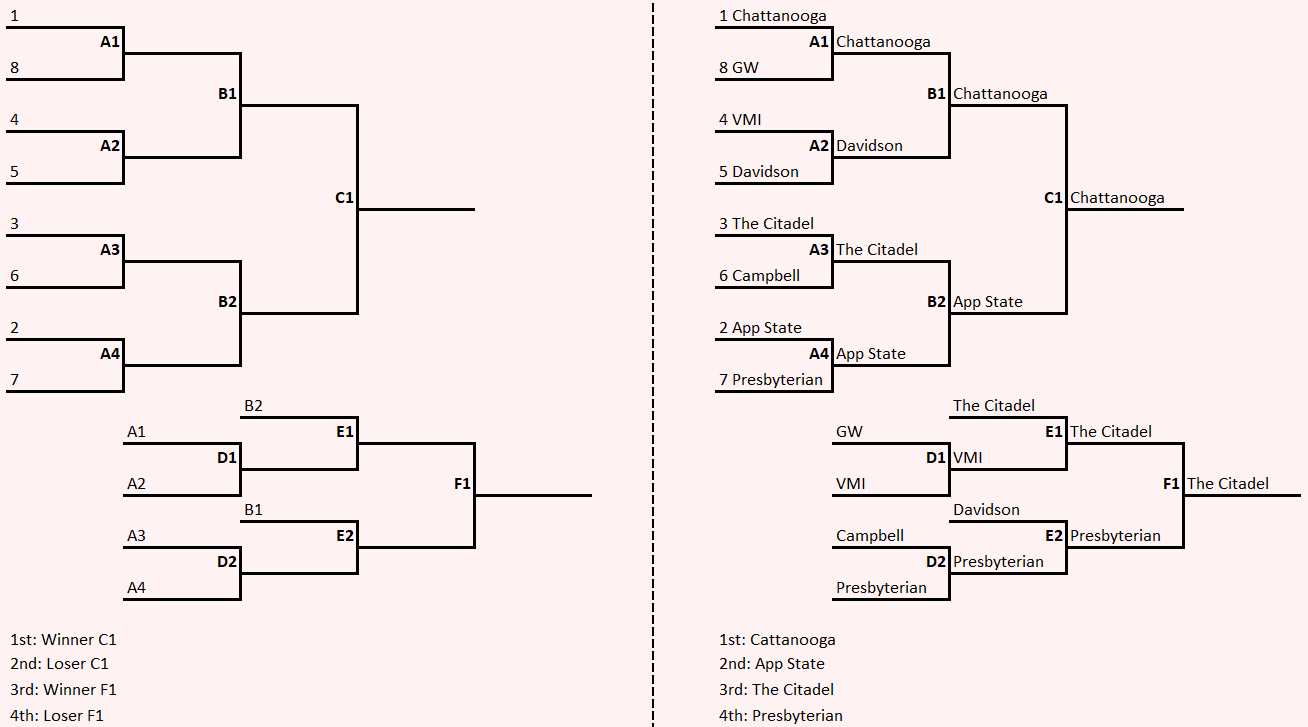 1
A1
8
B1
4
A2
5
C1
3
A3
6
B2
2
A4
7
B2
A1
E1
D1
A2
F1
B1
A3
E2
D2
A4
1st: Winner C1
2nd: Loser C1
3rd: Winner F1
4th: Loser F1
1 Chattanooga
A1 Chattanooga
8 GW
B1 Chattanooga
4 VMI
A2 Davidson
5 Davidson
C1 Chattanooga
3 The Citadel
A3 The Citadel
6 Campbell
B2 App State
2 App State
A4 App State
7 Presbyterian
The Citadel
GW
E1 The Citadel
D1 VMI
VMI
F1 The Citadel
Davidson
Campbell
E2 Presbyterian
D2 Presbyterian
Presbyterian
1st: Cattanooga
2nd: App State
3rd: The Citadel
4th: Presbyterian